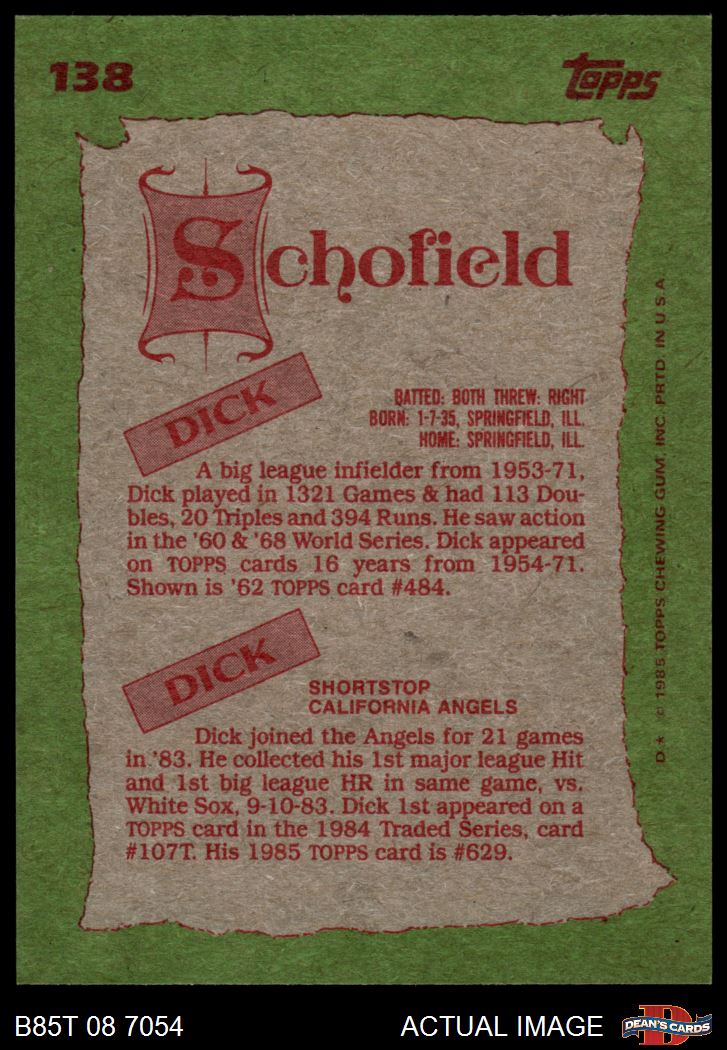 138
TOPPS
Schofield
DICK
BATTED: BOTH THREW: RIGHT
BORN: 1-7-35, SPRINGFIELD, ILL.
HOME: SPRINGFIELD, ILL.
A big league infielder from 1953-71,
Dick played in 1321 Games & had 113 Dou-
bles, 20 Triples and 394 Runs. He saw action
in the '60 & '68 World Series. Dick appeared
on TOPPS cards 16 years from 1954-71.
Shown is '62 TOPPS card #484.
DICK
SHORTSTOP
CALIFORNIA ANGELS
Dick joined the Angels for 21 games
in '83. He collected his 1st major league Hit
and 1st big league HR in same game, vs.
White Sox, 9-10-83. Dick 1st appeared on a
TOPPS card in the 1984 Traded Series, card
#107T. His 1985 TOPPS card is #629.
D* © 1985 TOPPS CHEWING GUM, INC. PRTD. IN U.S.A.
B85T 08 7054
ACTUAL IMAGE
D
DEAN'S CARDS